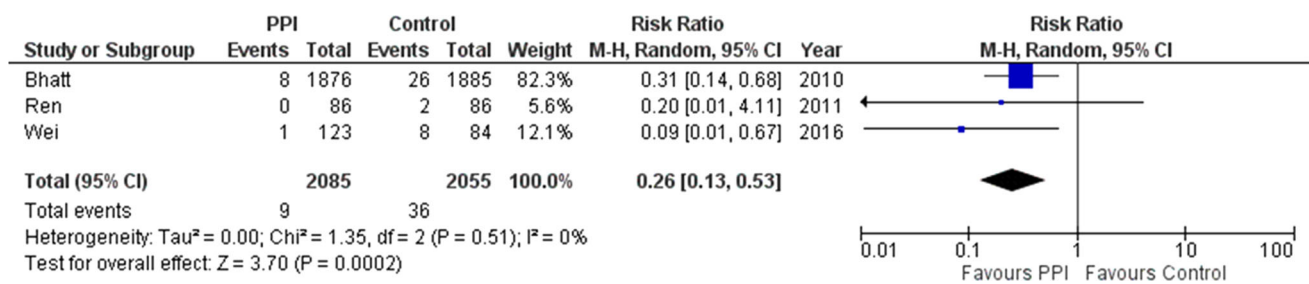 PPI Control Risk Ratio Risk Ratio
Study or Subgroup Events Total Events Total Weight M-H, Random, 95% CI Year M-H, Random, 95% CI
Bhatt 8 1876 26 1885 82.3% 0.31 [0.14, 0.68] 2010
Ren 0 86 2 86 5.6% 0.20 [0.01, 4.11] 2011
Wei 1 123 8 84 12.1% 0.09 [0.01, 0.67] 2016
Total (95% CI) 2085 2055 100.0% 0.26 [0.13, 0.53]
Total events 9 36
Heterogeneity: Tau² = 0.00; Chi² = 1.35, df = 2 (P = 0.51); I² = 0%
Test for overall effect: Z = 3.70 (P = 0.0002)
0.01 0.1 1 10 100
Favours PPI Favours Control